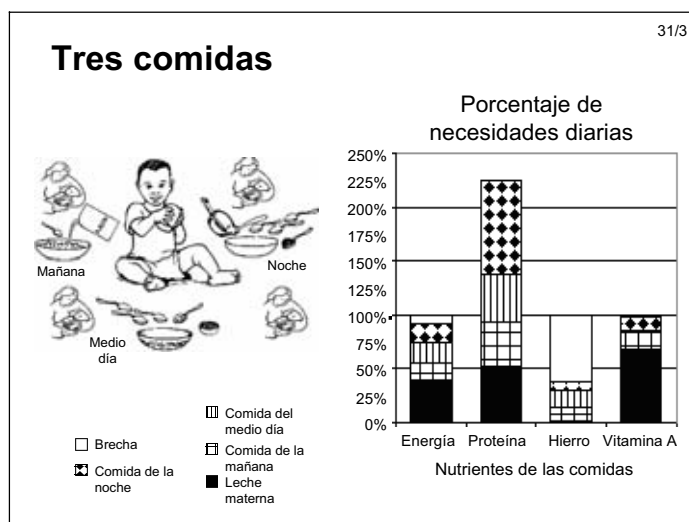 31/3
Tres comidas
Mañana
Noche
Medio
día
Brecha
Comida de la
noche
Comida del
medio día
Comida de la
mañana
Leche
materna
Porcentaje de
necesidades diarias
250%
225%
200%
175%
150%
125%
100%
75%
50%
25%
0%
Energía Proteína Hierro Vitamina A
Nutrientes de las comidas